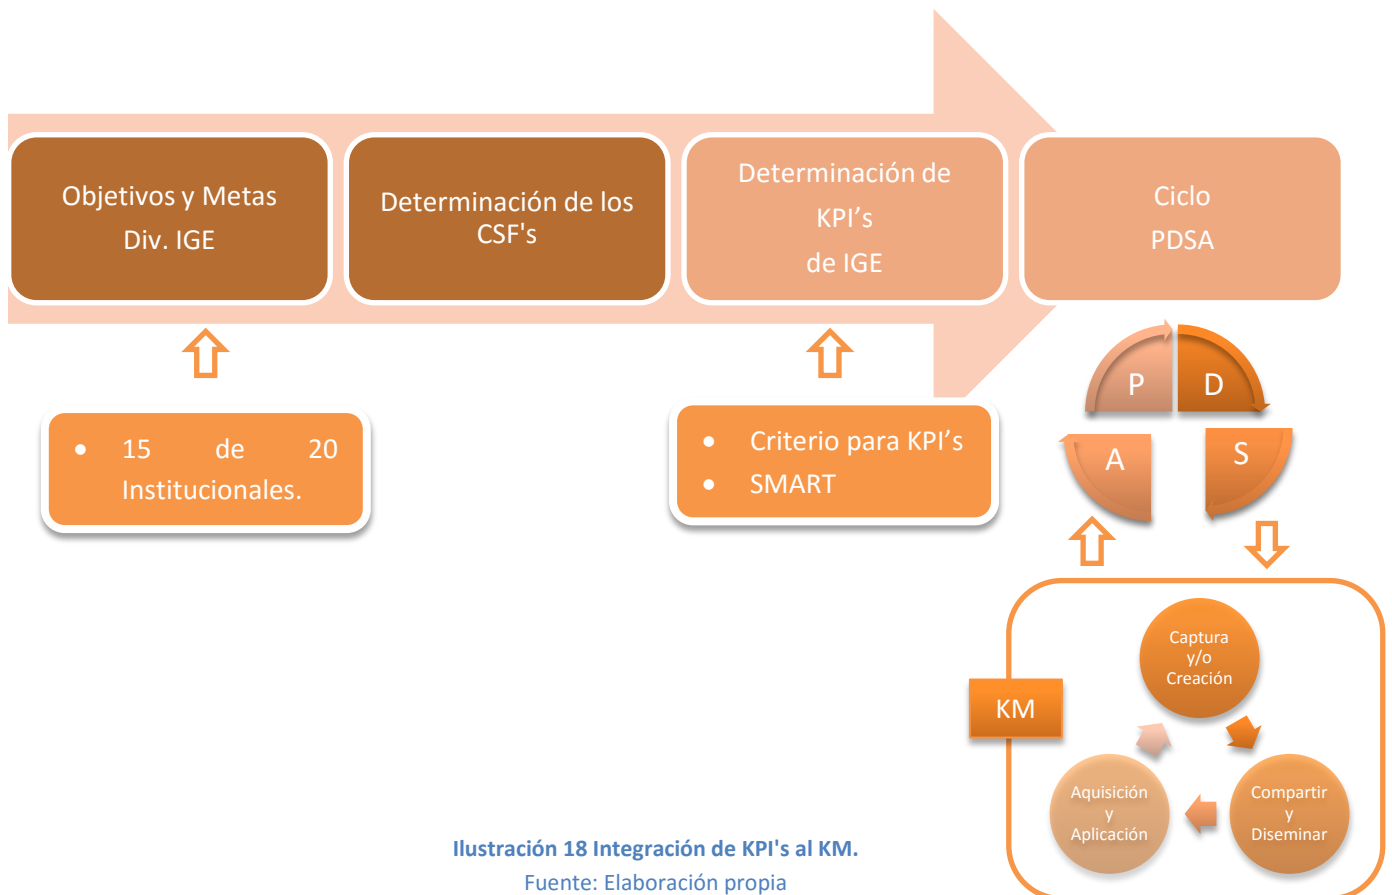 Objetivos y Metas
Div. IGE
Determinación de los
CSF's
Determinación de
KPI’s
de IGE
Ciclo
PDSA
• 15 de 20
Institucionales.
• Criterio para KPI’s
• SMART
P
D
A
S
KM
Captura
y/o
Creación
Aquisición
y
Aplicación
Compartir
y
Diseminar
Ilustración 18 Integración de KPI's al KM.
Fuente: Elaboración propia